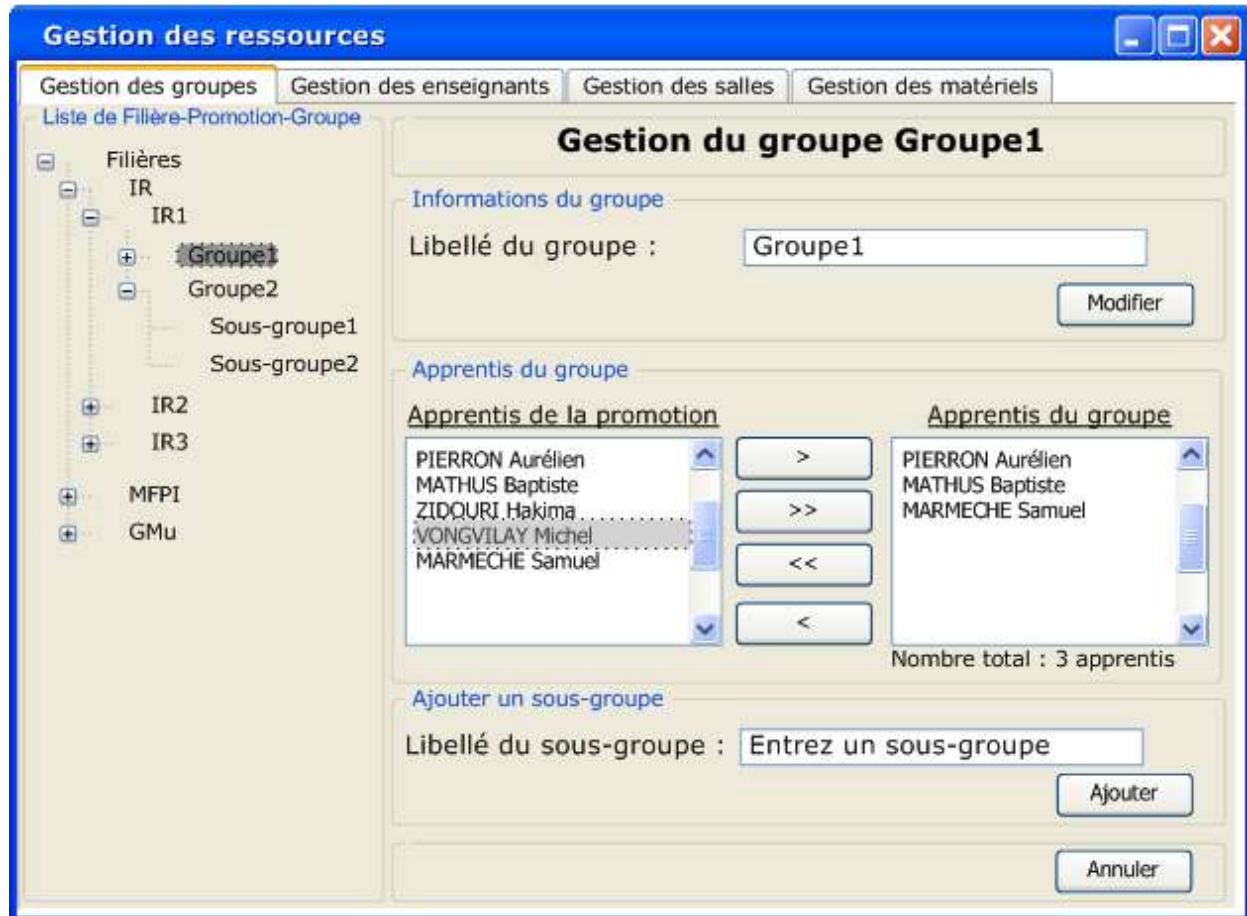 Gestion des ressources
Gestion des groupes Gestion des enseignants Gestion des salles Gestion des matériels
Liste de Filière-Promotion-Groupe
Filières
IR
IR1
Groupe1
Groupe2
Sous-groupe1
Sous-groupe2
IR2
IR3
MFPI
GMu
Gestion du groupe Groupe1
Informations du groupe
Libellé du groupe : Groupe1
Modifier
Apprentis du groupe
Apprentis de la promotion
PIERRON Aurélien
MATHUS Baptiste
ZIDOURI Hakima
VONGVILAY Michel
MARMECHE Samuel
>
>>
<<
<
Apprentis du groupe
PIERRON Aurélien
MATHUS Baptiste
MARMECHE Samuel
Nombre total : 3 apprentis
Ajouter un sous-groupe
Libellé du sous-groupe : Entrez un sous-groupe
Ajouter
Annuler